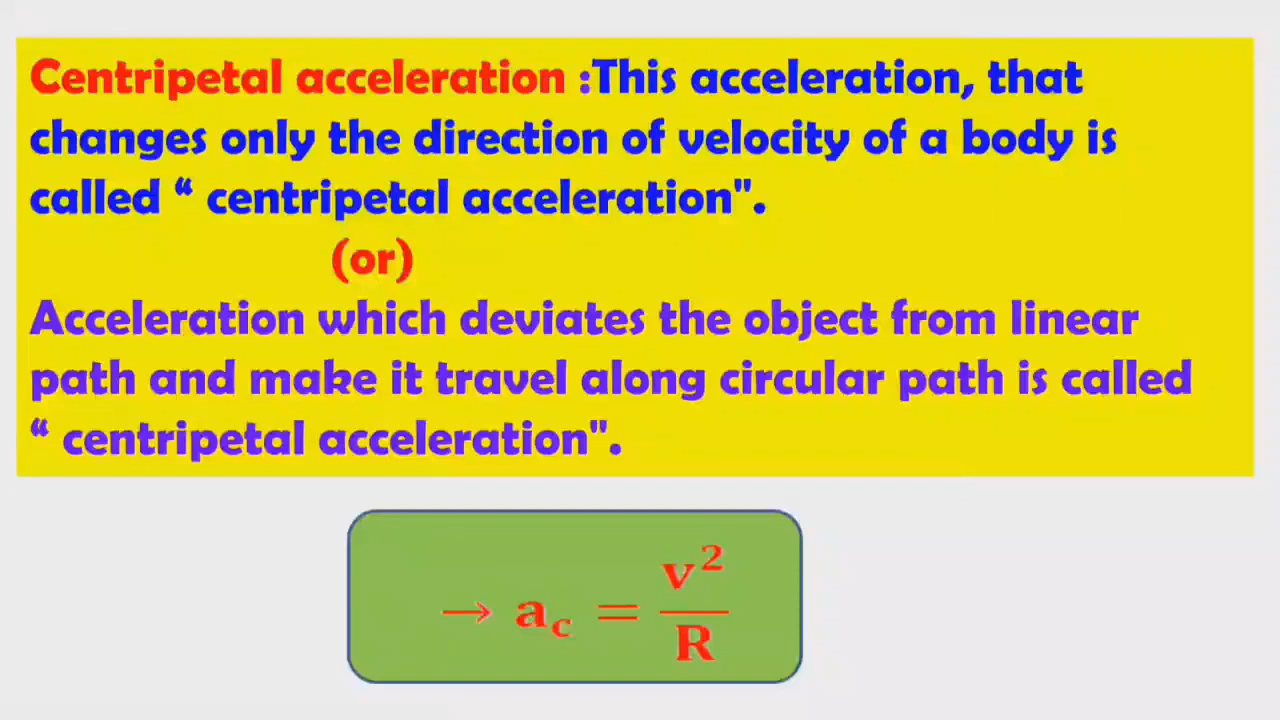 Centripetal acceleration :This acceleration, that
changes only the direction of velocity of a body is
called “ centripetal acceleration".
(or)
Acceleration which deviates the object from linear
path and make it travel along circular path is called
“ centripetal acceleration".
→ a_c = v²/R